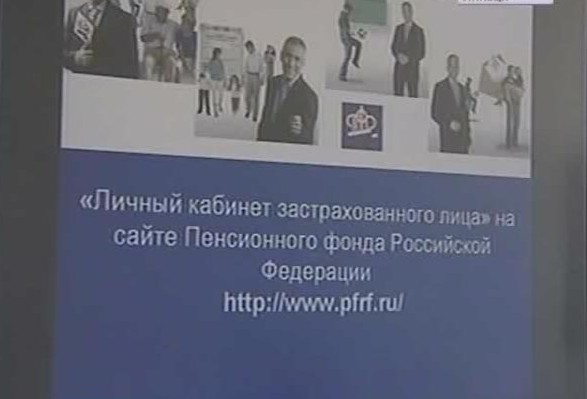 «Личный кабинет застрахованного лица» на
сайте Пенсионного фонда Российской
Федерации
http://www.pfrf.ru/